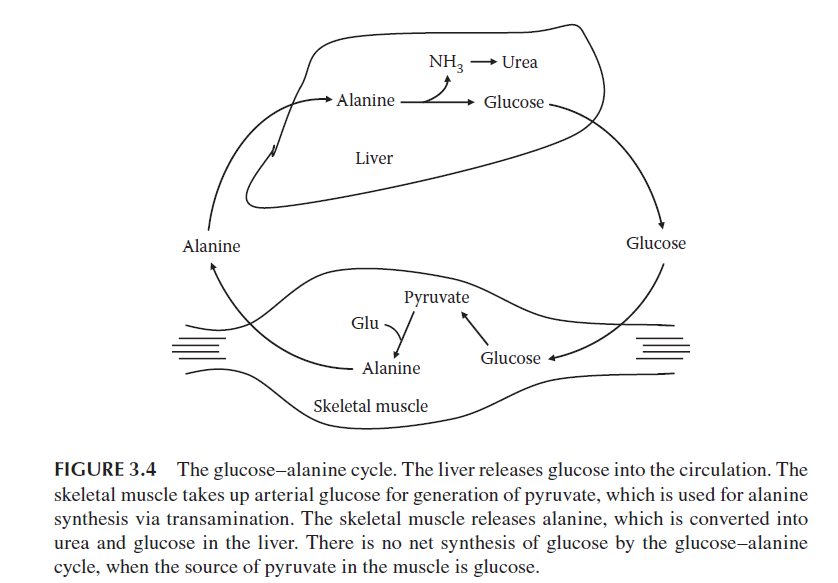 NH3 → Urea
Alanine → Glucose
Liver
Alanine
Glucose
Pyruvate
Glu
Glucose
Alanine
Skeletal muscle
FIGURE 3.4 The glucose–alanine cycle. The liver releases glucose into the circulation. The
skeletal muscle takes up arterial glucose for generation of pyruvate, which is used for alanine
synthesis via transamination. The skeletal muscle releases alanine, which is converted into
urea and glucose in the liver. There is no net synthesis of glucose by the glucose–alanine
cycle, when the source of pyruvate in the muscle is glucose.